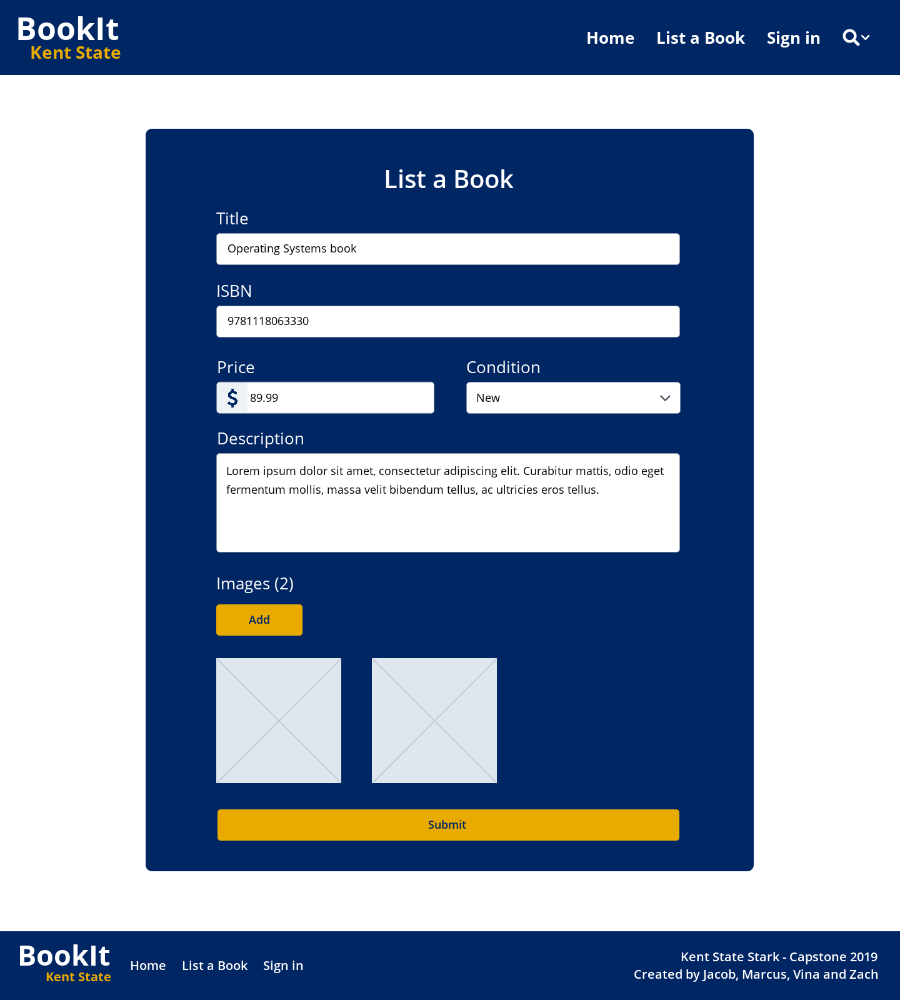 BookIt
Kent State
Home List a Book Sign in
List a Book
Title
Operating Systems book
ISBN
9781118063330
Price Condition
$ 89.99 New
Description
Lorem ipsum dolor sit amet, consectetur adipiscing elit. Curabitur mattis, odio eget
fermentum mollis, massa velit bibendum tellus, ac ultricies eros tellus.
Images (2)
Add
Submit
BookIt
Kent State
Home List a Book Sign in
Kent State Stark - Capstone 2019
Created by Jacob, Marcus, Vina and Zach